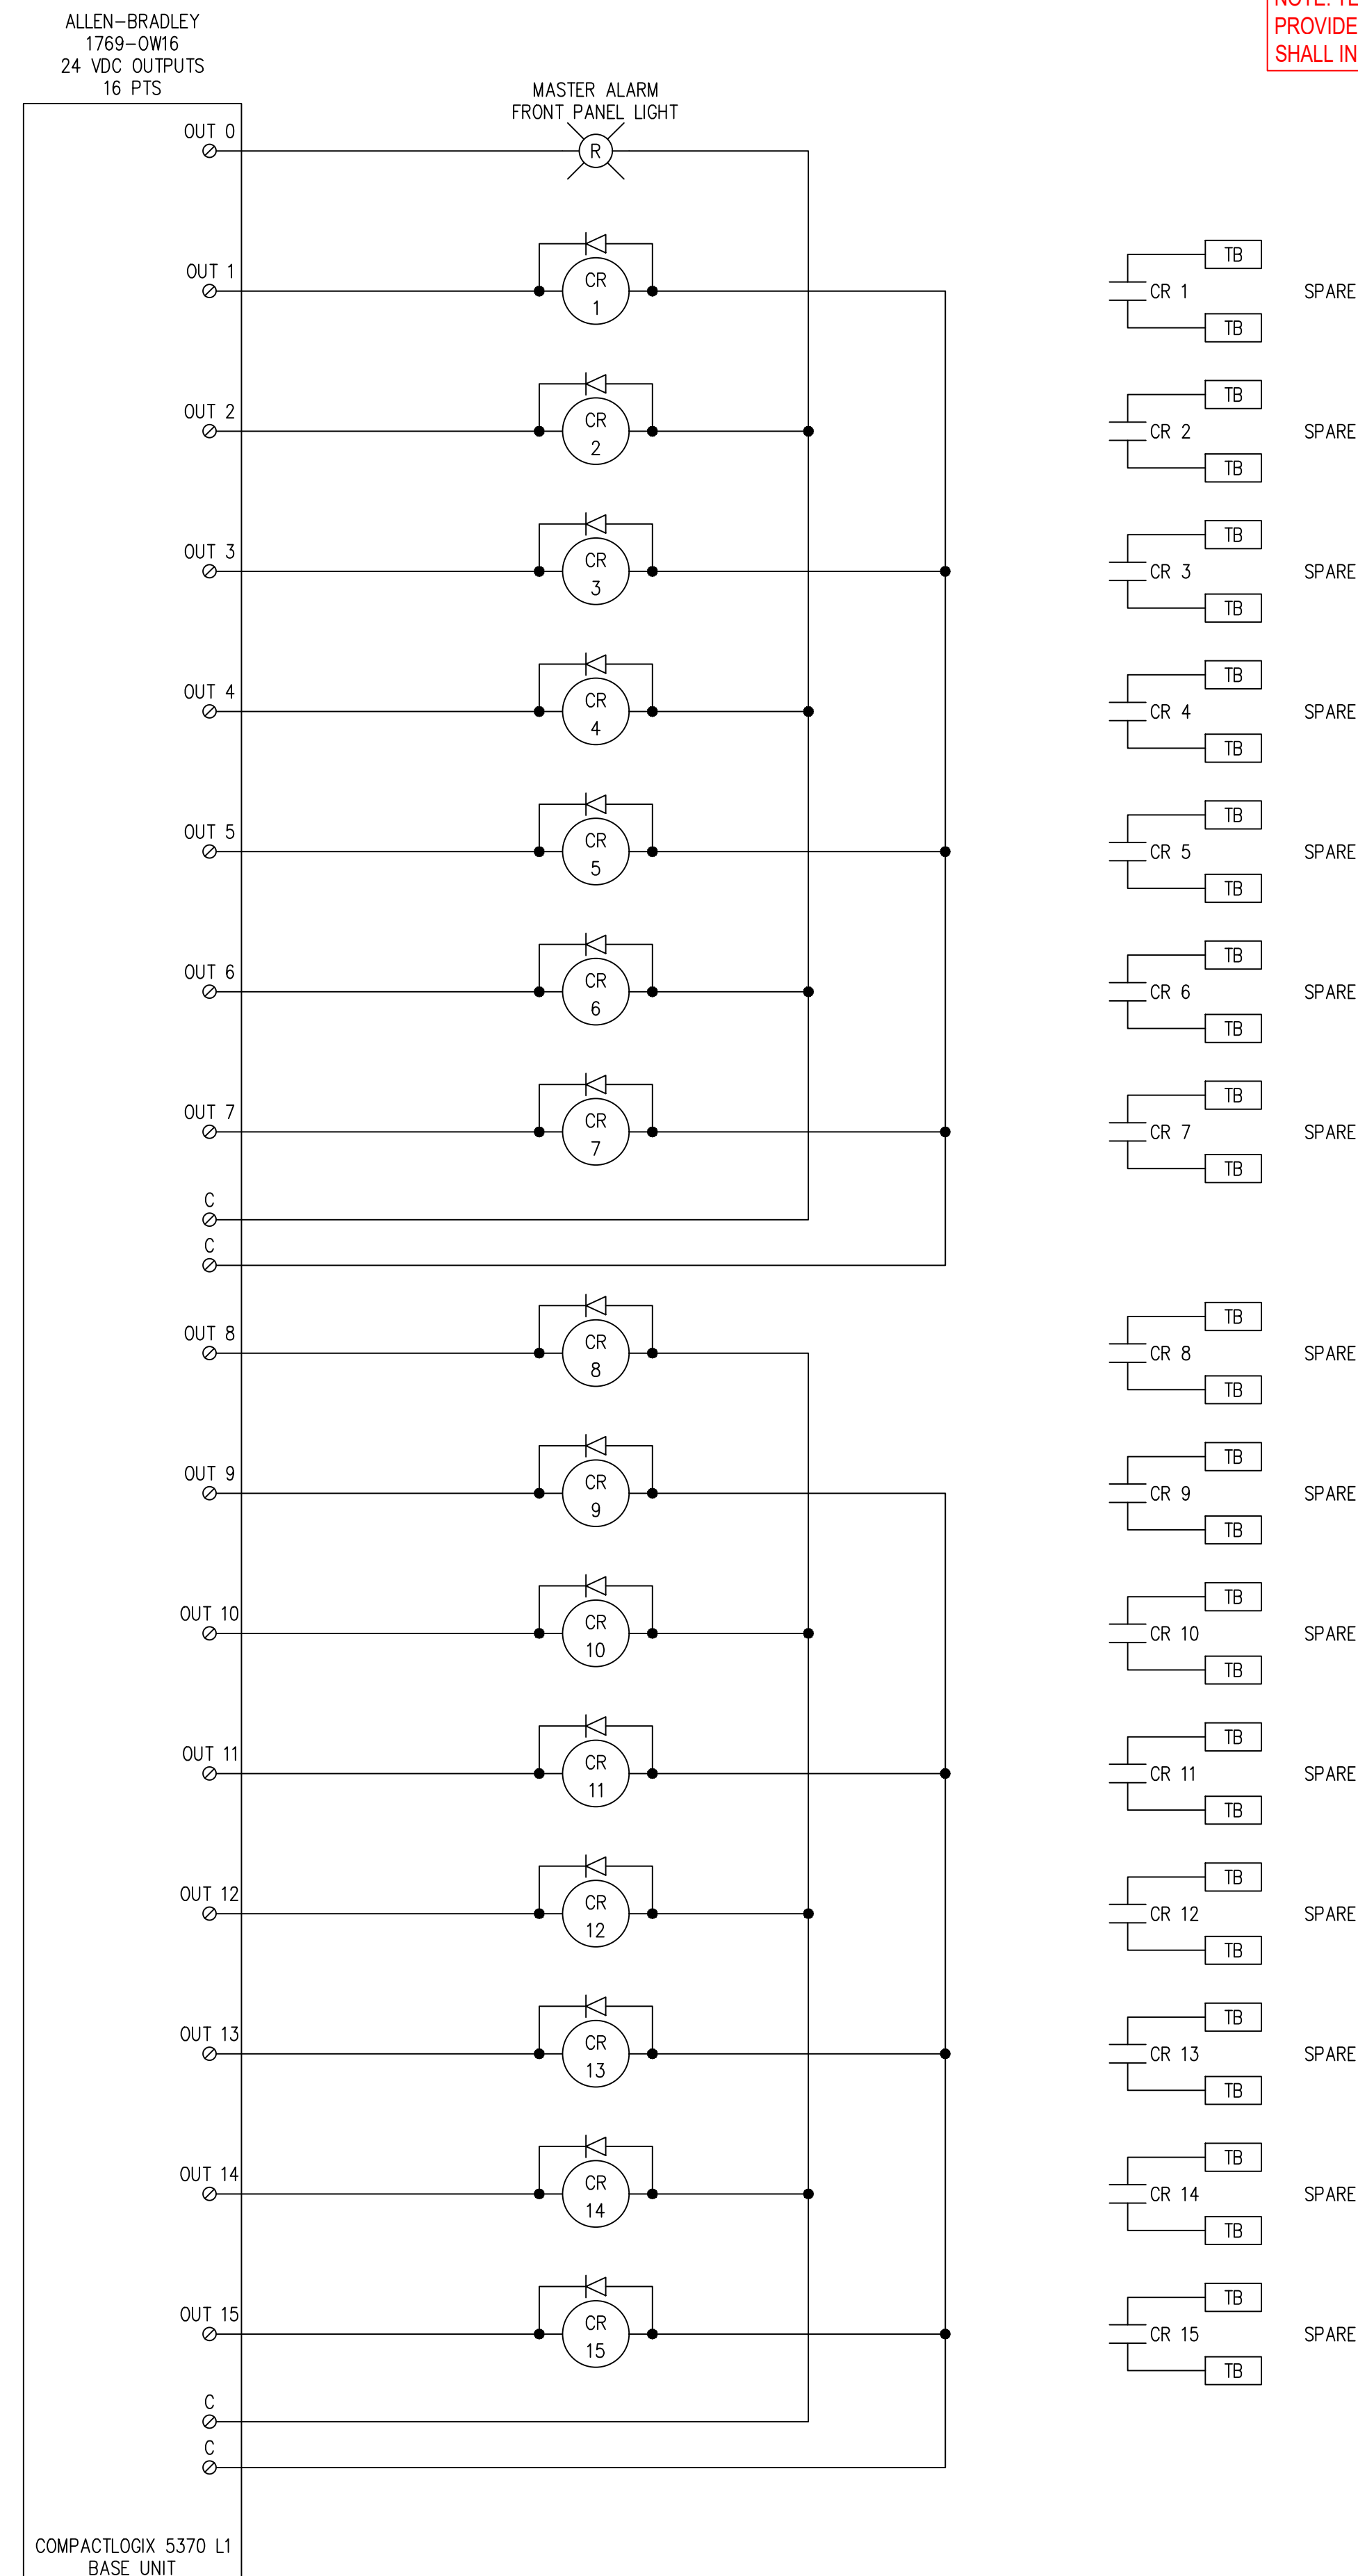 NOTE:
PROVIDE
SHALL IN
ALLEN-BRADLEY
1769-OW16
24 VDC OUTPUTS
16 PTS
MASTER ALARM
FRONT PANEL LIGHT
OUT 0
R
OUT 1
CR
1
TB
CR 1
SPARE
TB
OUT 2
CR
2
TB
CR 2
SPARE
TB
OUT 3
CR
3
TB
CR 3
SPARE
TB
OUT 4
CR
4
TB
CR 4
SPARE
TB
OUT 5
CR
5
TB
CR 5
SPARE
TB
OUT 6
CR
6
TB
CR 6
SPARE
TB
OUT 7
CR
7
TB
CR 7
SPARE
TB
C
C
OUT 8
CR
8
TB
CR 8
SPARE
TB
OUT 9
CR
9
TB
CR 9
SPARE
TB
OUT 10
CR
10
TB
CR 10
SPARE
TB
OUT 11
CR
11
TB
CR 11
SPARE
TB
OUT 12
CR
12
TB
CR 12
SPARE
TB
OUT 13
CR
13
TB
CR 13
SPARE
TB
OUT 14
CR
14
TB
CR 14
SPARE
TB
OUT 15
CR
15
TB
CR 15
SPARE
TB
C
C
COMPACTLOGIX 5370 L1
BASE UNIT